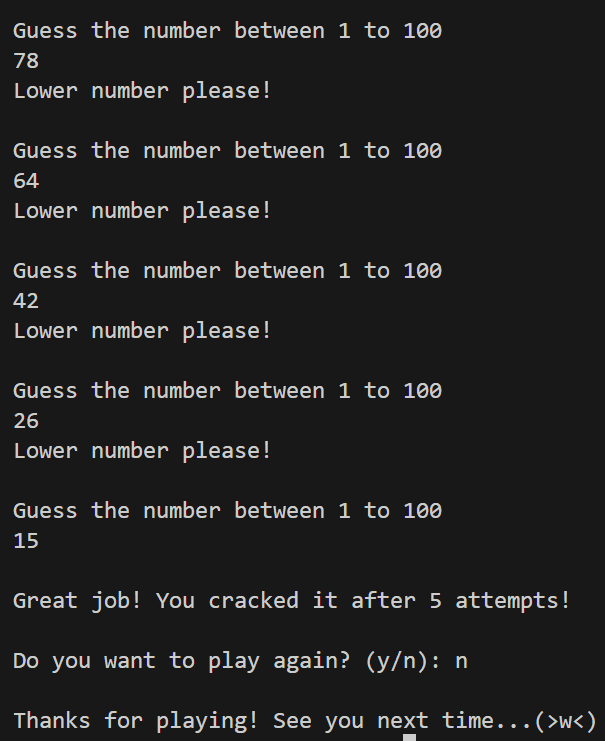 Guess the number between 1 to 100
78
Lower number please!
Guess the number between 1 to 100
64
Lower number please!
Guess the number between 1 to 100
42
Lower number please!
Guess the number between 1 to 100
26
Lower number please!
Guess the number between 1 to 100
15
Great job! You cracked it after 5 attempts!
Do you want to play again? (y/n): n
Thanks for playing! See you next time...(>w<)